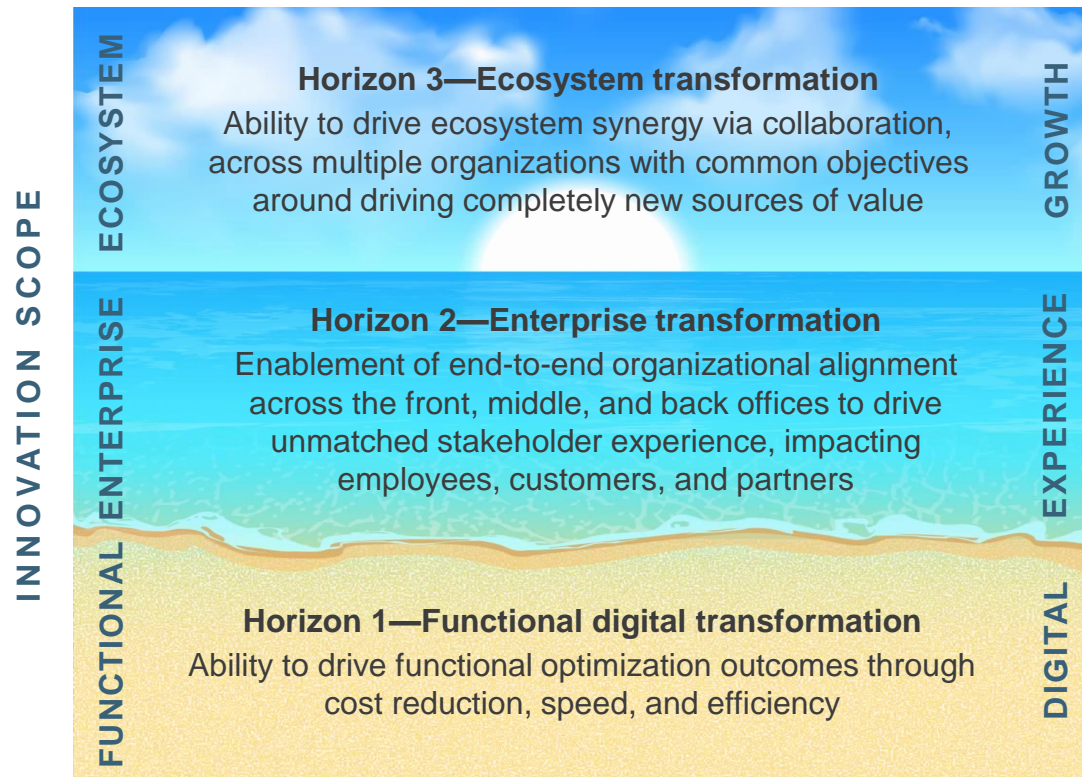 INNOVATION SCOPE
ECOSYSTEM
Horizon 3—Ecosystem transformation
Ability to drive ecosystem synergy via collaboration,
across multiple organizations with common objectives
around driving completely new sources of value
GROWTH
ENTERPRISE
Horizon 2—Enterprise transformation
Enablement of end-to-end organizational alignment
across the front, middle, and back offices to drive
unmatched stakeholder experience, impacting
employees, customers, and partners
EXPERIENCE
FUNCTIONAL
Horizon 1—Functional digital transformation
Ability to drive functional optimization outcomes through
cost reduction, speed, and efficiency
DIGITAL